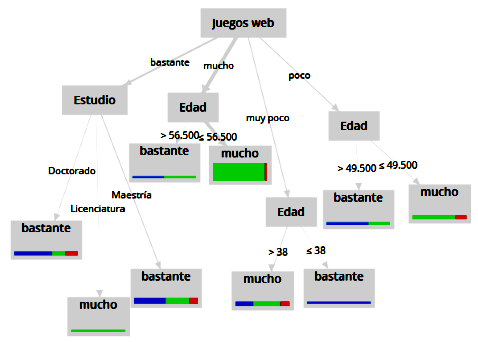 Juegos web
bastante
mucho
poco
Estudio
Edad
muy poco
Edad
> 56.500
≤ 56.500
bastante
mucho
> 49.500
≤ 49.500
Doctorado
Licenciatura
Maestría
bastante
mucho
Edad
bastante
> 38
≤ 38
bastante
mucho
bastante
mucho